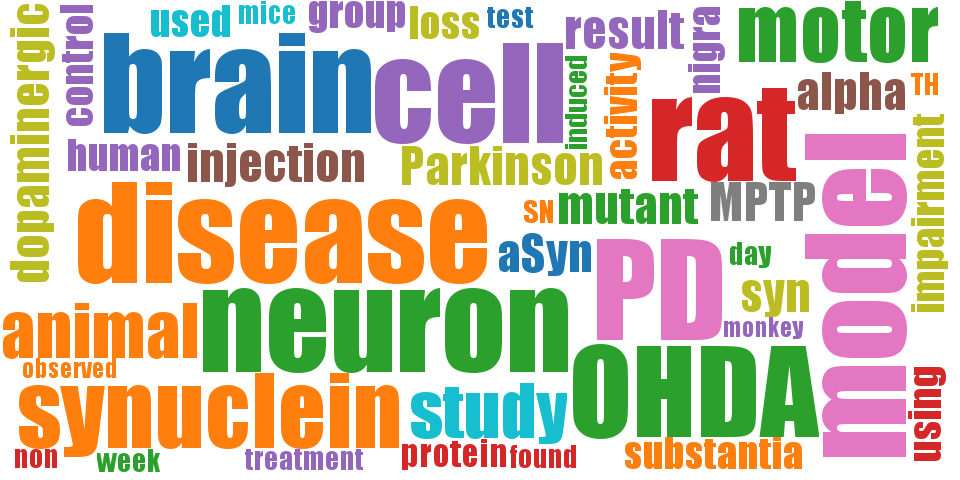 dopaminergic
control
used
mice
group
loss
test
result
nigra
motor
brain
cell
induced
activity
rat
alpha
TH
human
injection
Parkinson
impairment
disease
SN
mutant
MPTP
model
aSyn
PD
day
syn
monkey
neuron
animal
observed
OHDA
synuclein
study
using
non
week
treatment
protein
found
substantia